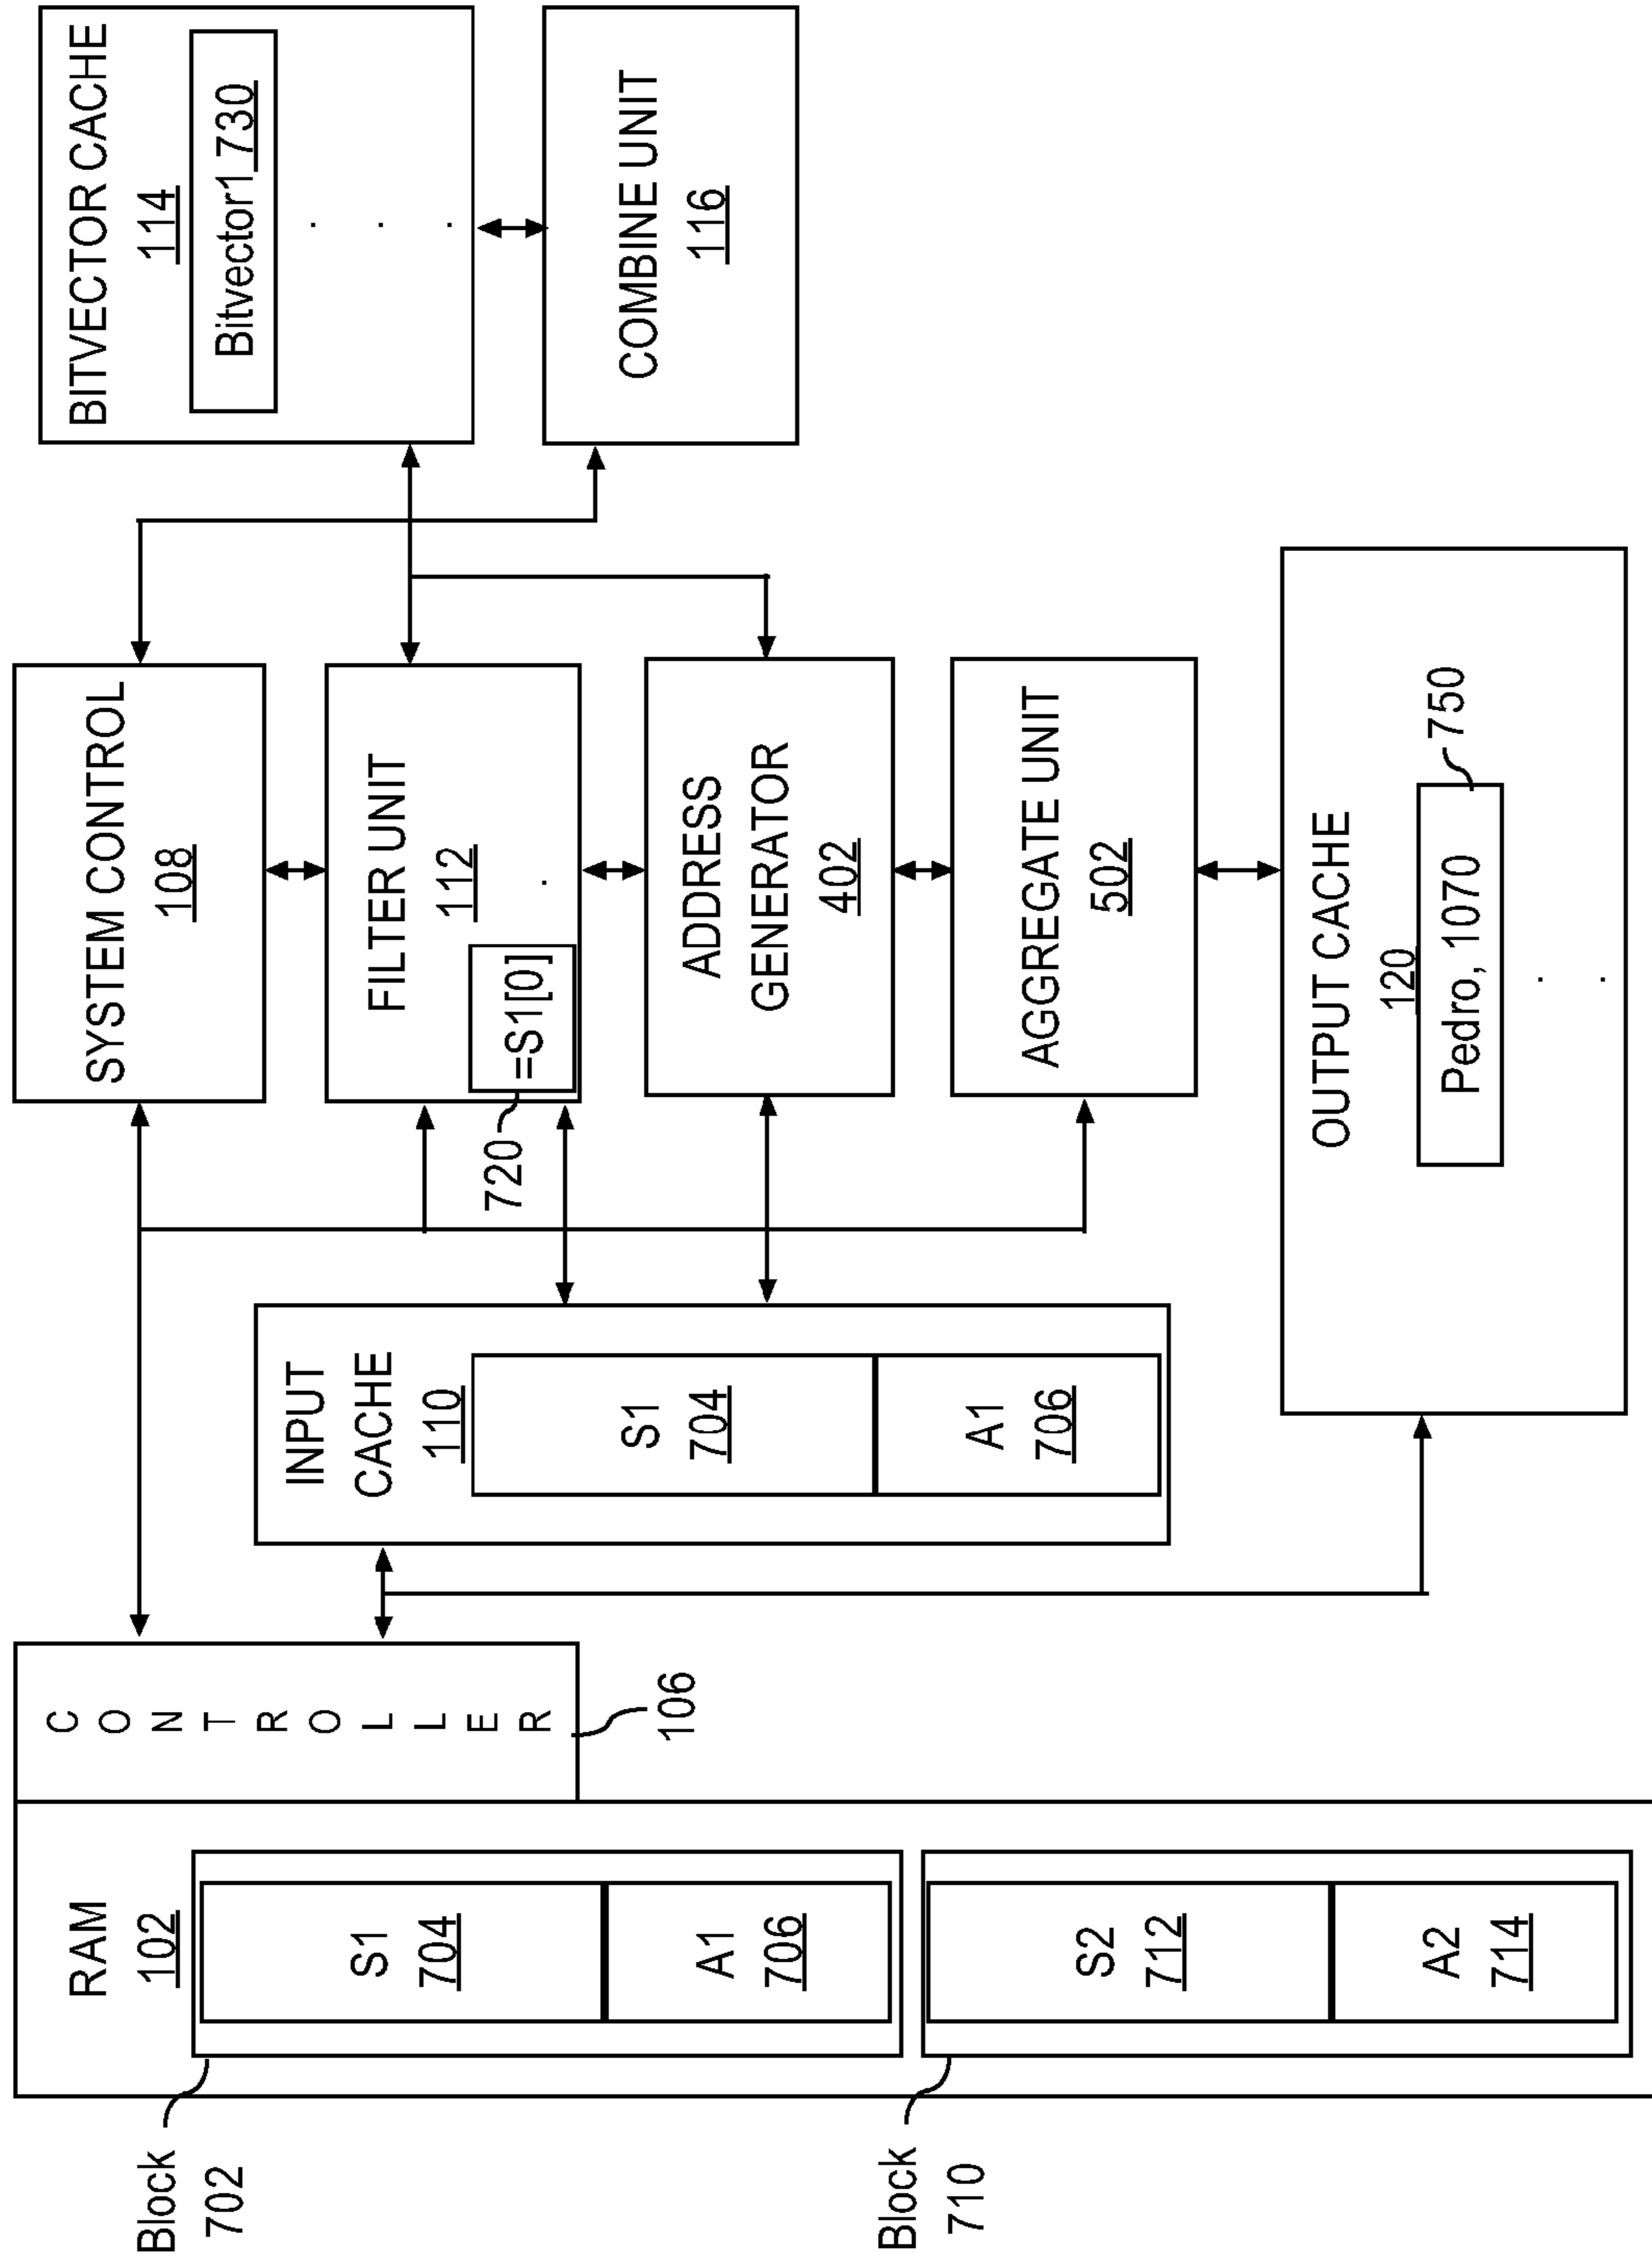 RAM
102
S1
704
A1
706
S2
712
A2
714
Block
702
Block
710
CONTROLLER
106
INPUT
CACHE
110
S1
704
A1
706
SYSTEM CONTROL
108
FILTER UNIT
112
.
=S1[0]
720
ADDRESS
GENERATOR
402
AGGREGATE UNIT
502
OUTPUT CACHE
120
Pedro, 1070
750
.
.
BITVECTOR CACHE
114
Bitvector1 730
.
.
.
COMBINE UNIT
116